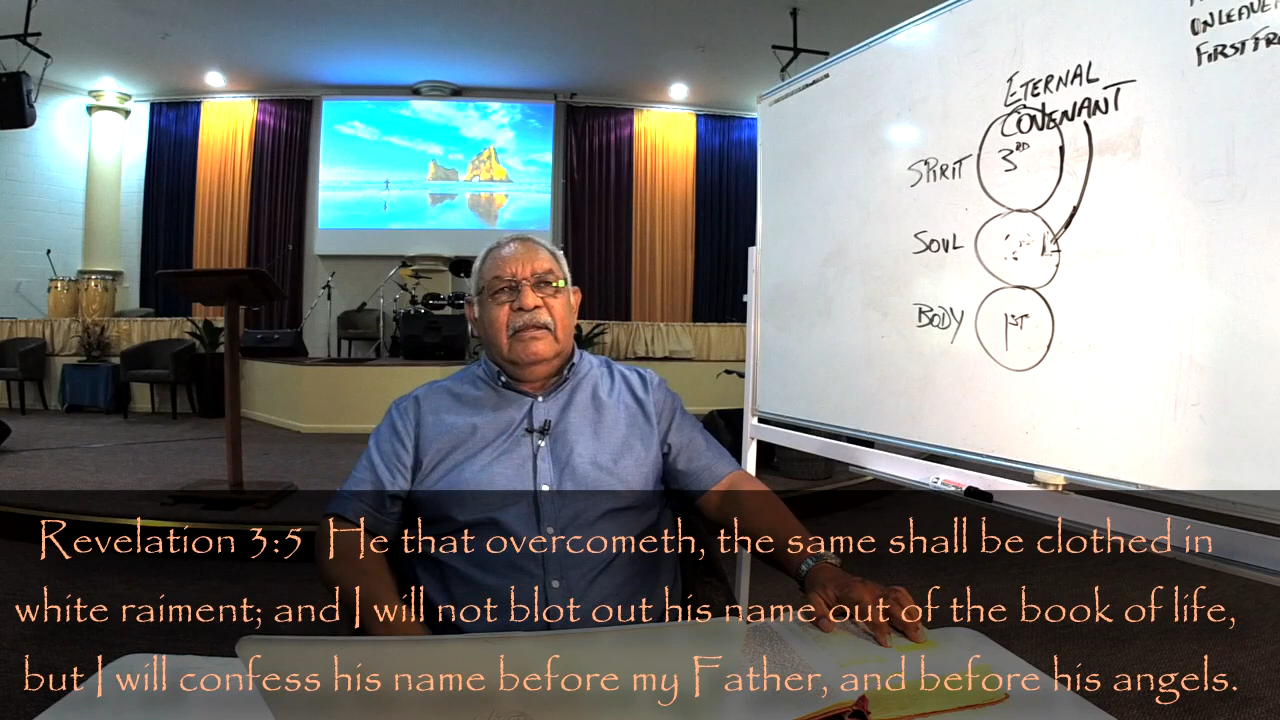 ETERNAL
COVENANT
SPIRIT 3RD
SOUL
BODY 1ST
Revelation 3:5 He that overcometh, the same shall be clothed in
white raiment; and I will not blot out his name out of the book of life,
but I will confess his name before my Father, and before his angels.